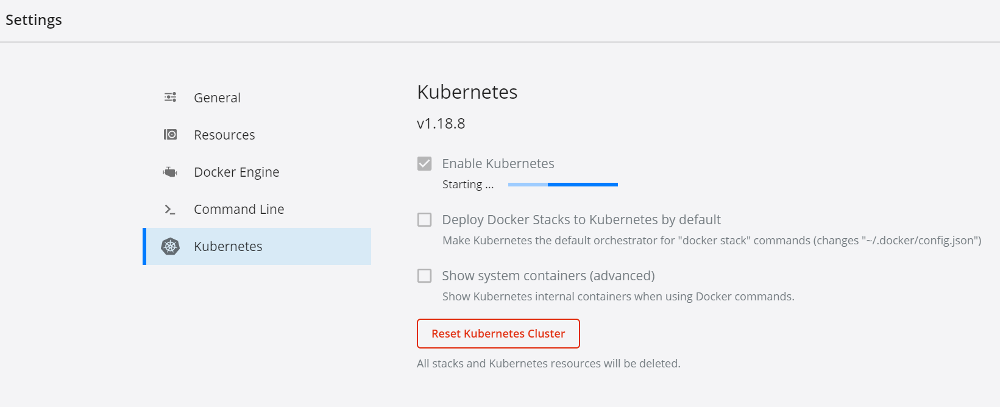 Settings
General
Resources
Docker Engine
Command Line
Kubernetes
Kubernetes
v1.18.8
Enable Kubernetes
Starting ...
Deploy Docker Stacks to Kubernetes by default
Make Kubernetes the default orchestrator for "docker stack" commands (changes "~/.docker/config.json")
Show system containers (advanced)
Show Kubernetes internal containers when using Docker commands.
Reset Kubernetes Cluster
All stacks and Kubernetes resources will be deleted.